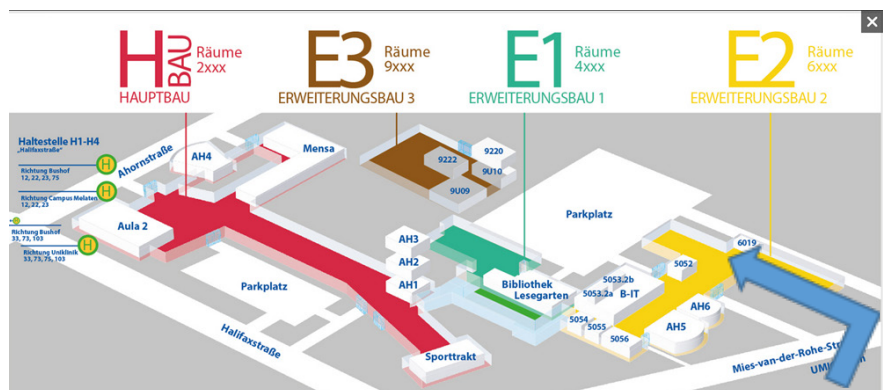 H BAU Räume 2xxx
HAUPTBAU
E3 Räume 9xxx
ERWEITERUNGSBAU 3
E1 Räume 4xxx
ERWEITERUNGSBAU 1
E2 Räume 6xxx
ERWEITERUNGSBAU 2
Haltestelle H1-H4
„Halifaxstraße"
H
Richtung Bushof
12, 22, 23, 75
H
Richtung Campus Melaten
12, 22, 23
Richtung Bushof
33, 73, 103
H
Richtung Uniklinik
33, 73, 75, 103
Ahornstraße
AH4
Mensa
Aula 2
Parkplatz
Halifaxstraße
AH3
AH2
AH1
Sporttrakt
9222
9220
9U10
9U09
Bibliothek
Lesegarten
Parkplatz
6019
5052
5053.2b
5053.2a
B-IT
5054
5055
5056
AH6
AH5
Mies-van-der-Rohe-Str